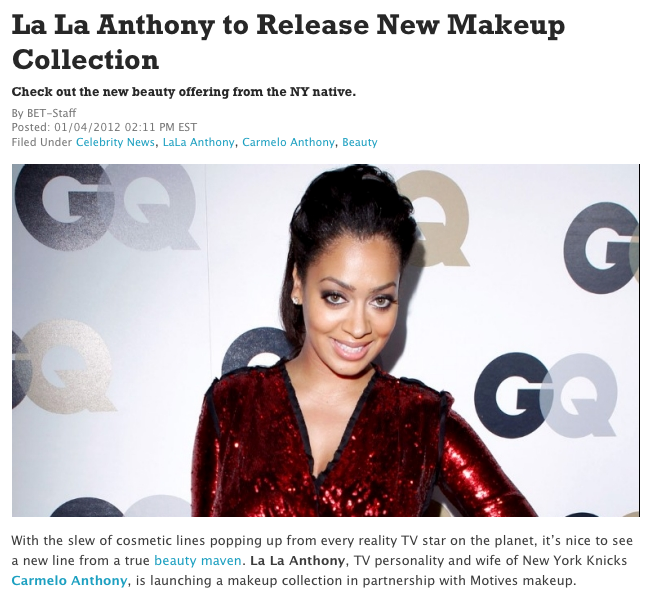 La La Anthony to Release New Makeup
Collection
Check out the new beauty offering from the NY native.
By BET-Staff
Posted: 01/04/2012 02:11 PM EST
Filed Under Celebrity News, LaLa Anthony, Carmelo Anthony, Beauty
GQ
Q
G
GQ
Q
G
GQ
With the slew of cosmetic lines popping up from every reality TV star on the planet, it's nice to see
a new line from a true beauty maven. La La Anthony, TV personality and wife of New York Knicks
Carmelo Anthony, is launching a makeup collection in partnership with Motives makeup.